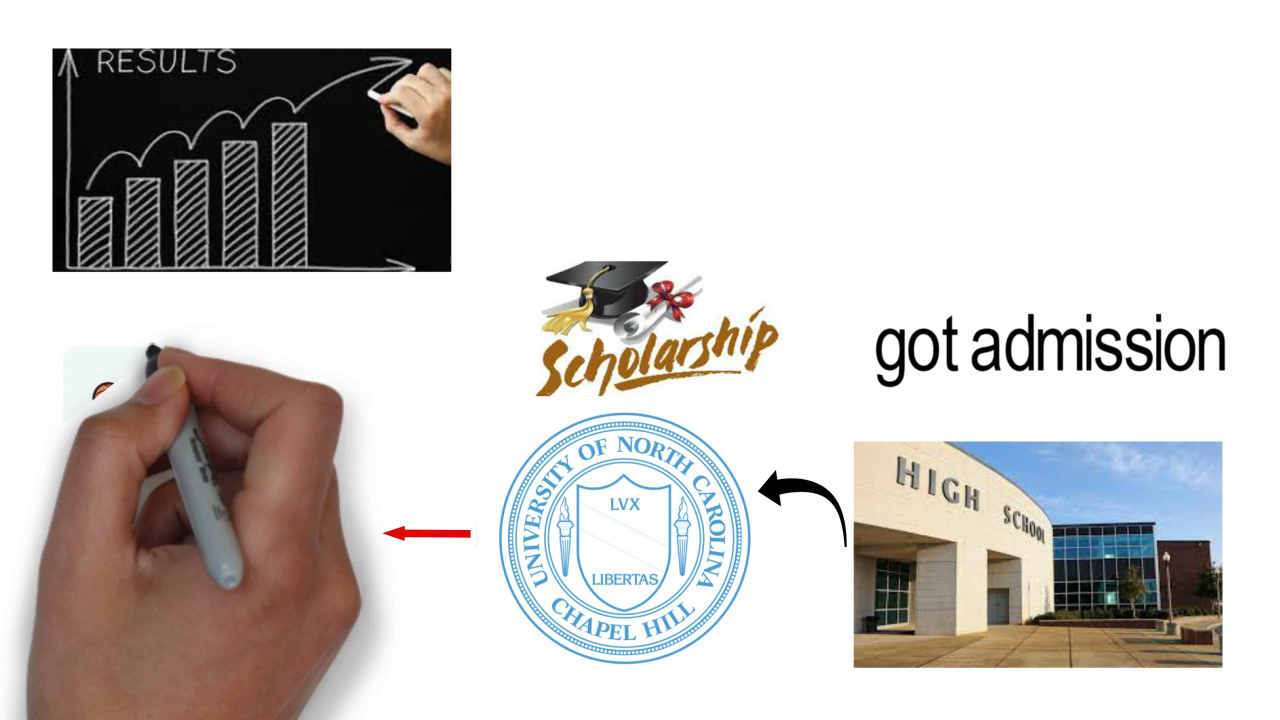 RESULTS
Scholarship
got admission
UNIVERSITY OF NORTH CAROLINA
LVX
LIBERTAS
CHAPEL HILL
HIGH SCHOOL